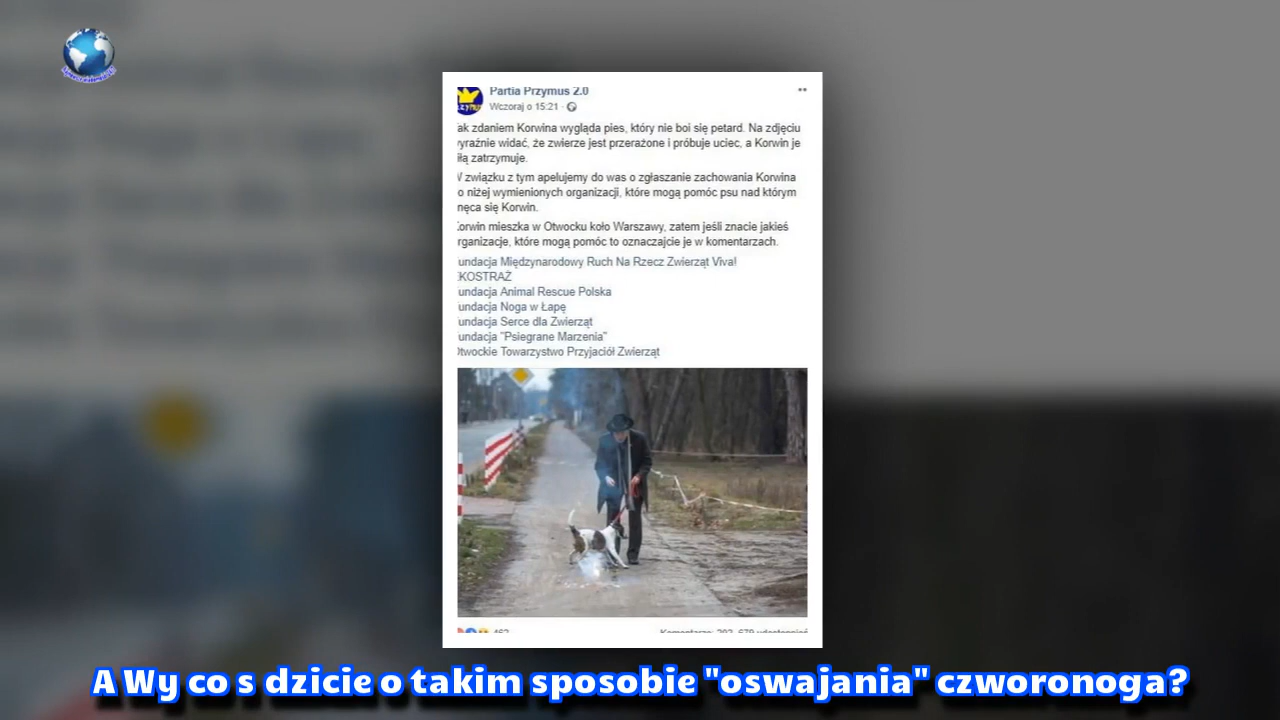 Partia Przymus 2.0
Wczoraj o 15:21
ak zdaniem Korwina wygląda pies, który nie boi się petard. Na zdjęciu
yraźnie widać, że zwierze jest przerażone i próbuje uciec, a Korwin je
iłą zatrzymuje.
związku z tym apelujemy do was o zgłaszanie zachowania Korwina
o niżej wymienionych organizacji, które mogą pomóc psu nad którym
nęca się Korwin.
orwin mieszka w Otwocku koło Warszawy, zatem jeśli znacie jakieś
rganizacje, które mogą pomóc to oznaczajcie je w komentarzach.
undacja Międzynarodowy Ruch Na Rzecz Zwierząt Viva!
KOSTRAŻ
undacja Animal Rescue Polska
undacja Noga w Łapę
undacja Serce dla Zwierząt
undacja "Psiegrane Marzenia"
twockie Towarzystwo Przyjaciół Zwierząt
462
A Wy co s dzicie o takim sposobie "oswajania" czworonoga?